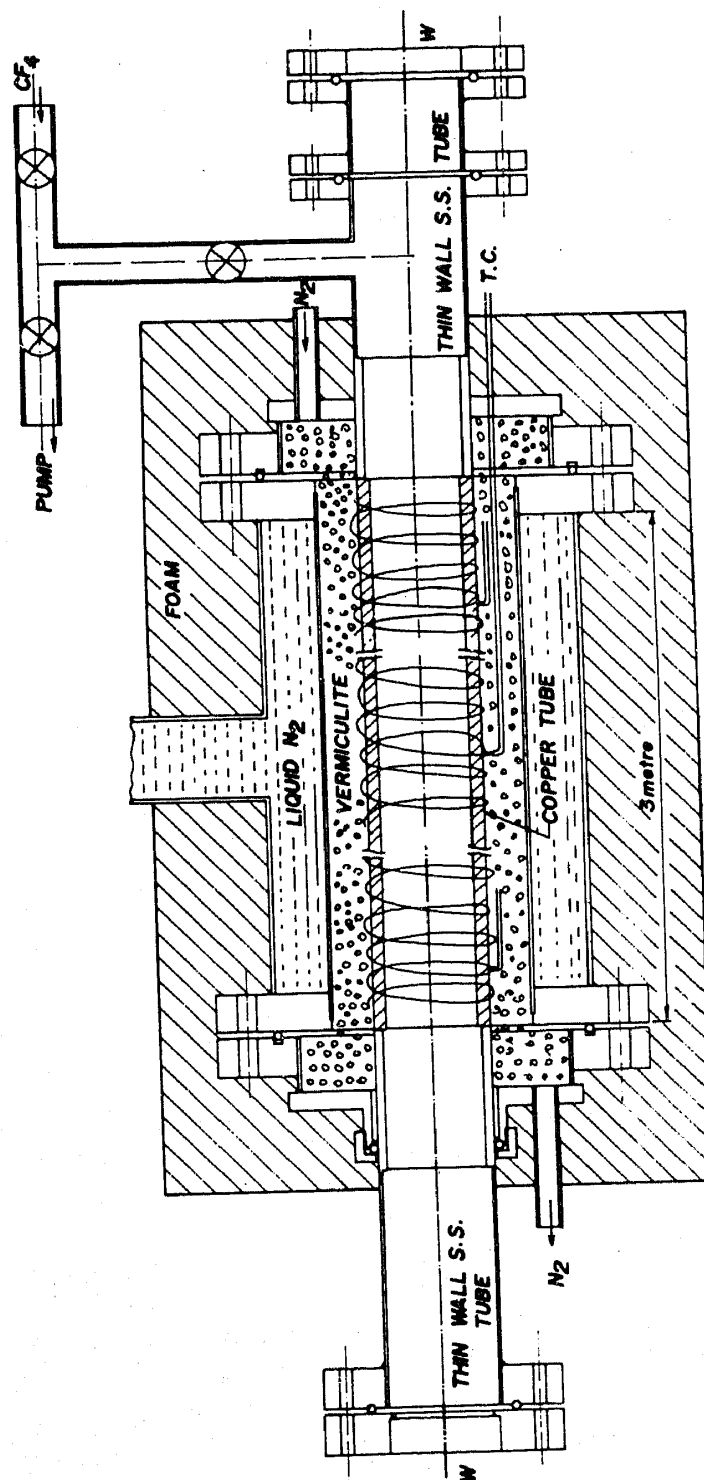 CF4
PUMP
N2
W
THIN WALL S.S. TUBE
T.C.
FOAM
LIQUID N2
VERMICULITE
COPPER TUBE
3 metre
THIN WALL S.S.
TUBE
N2
W